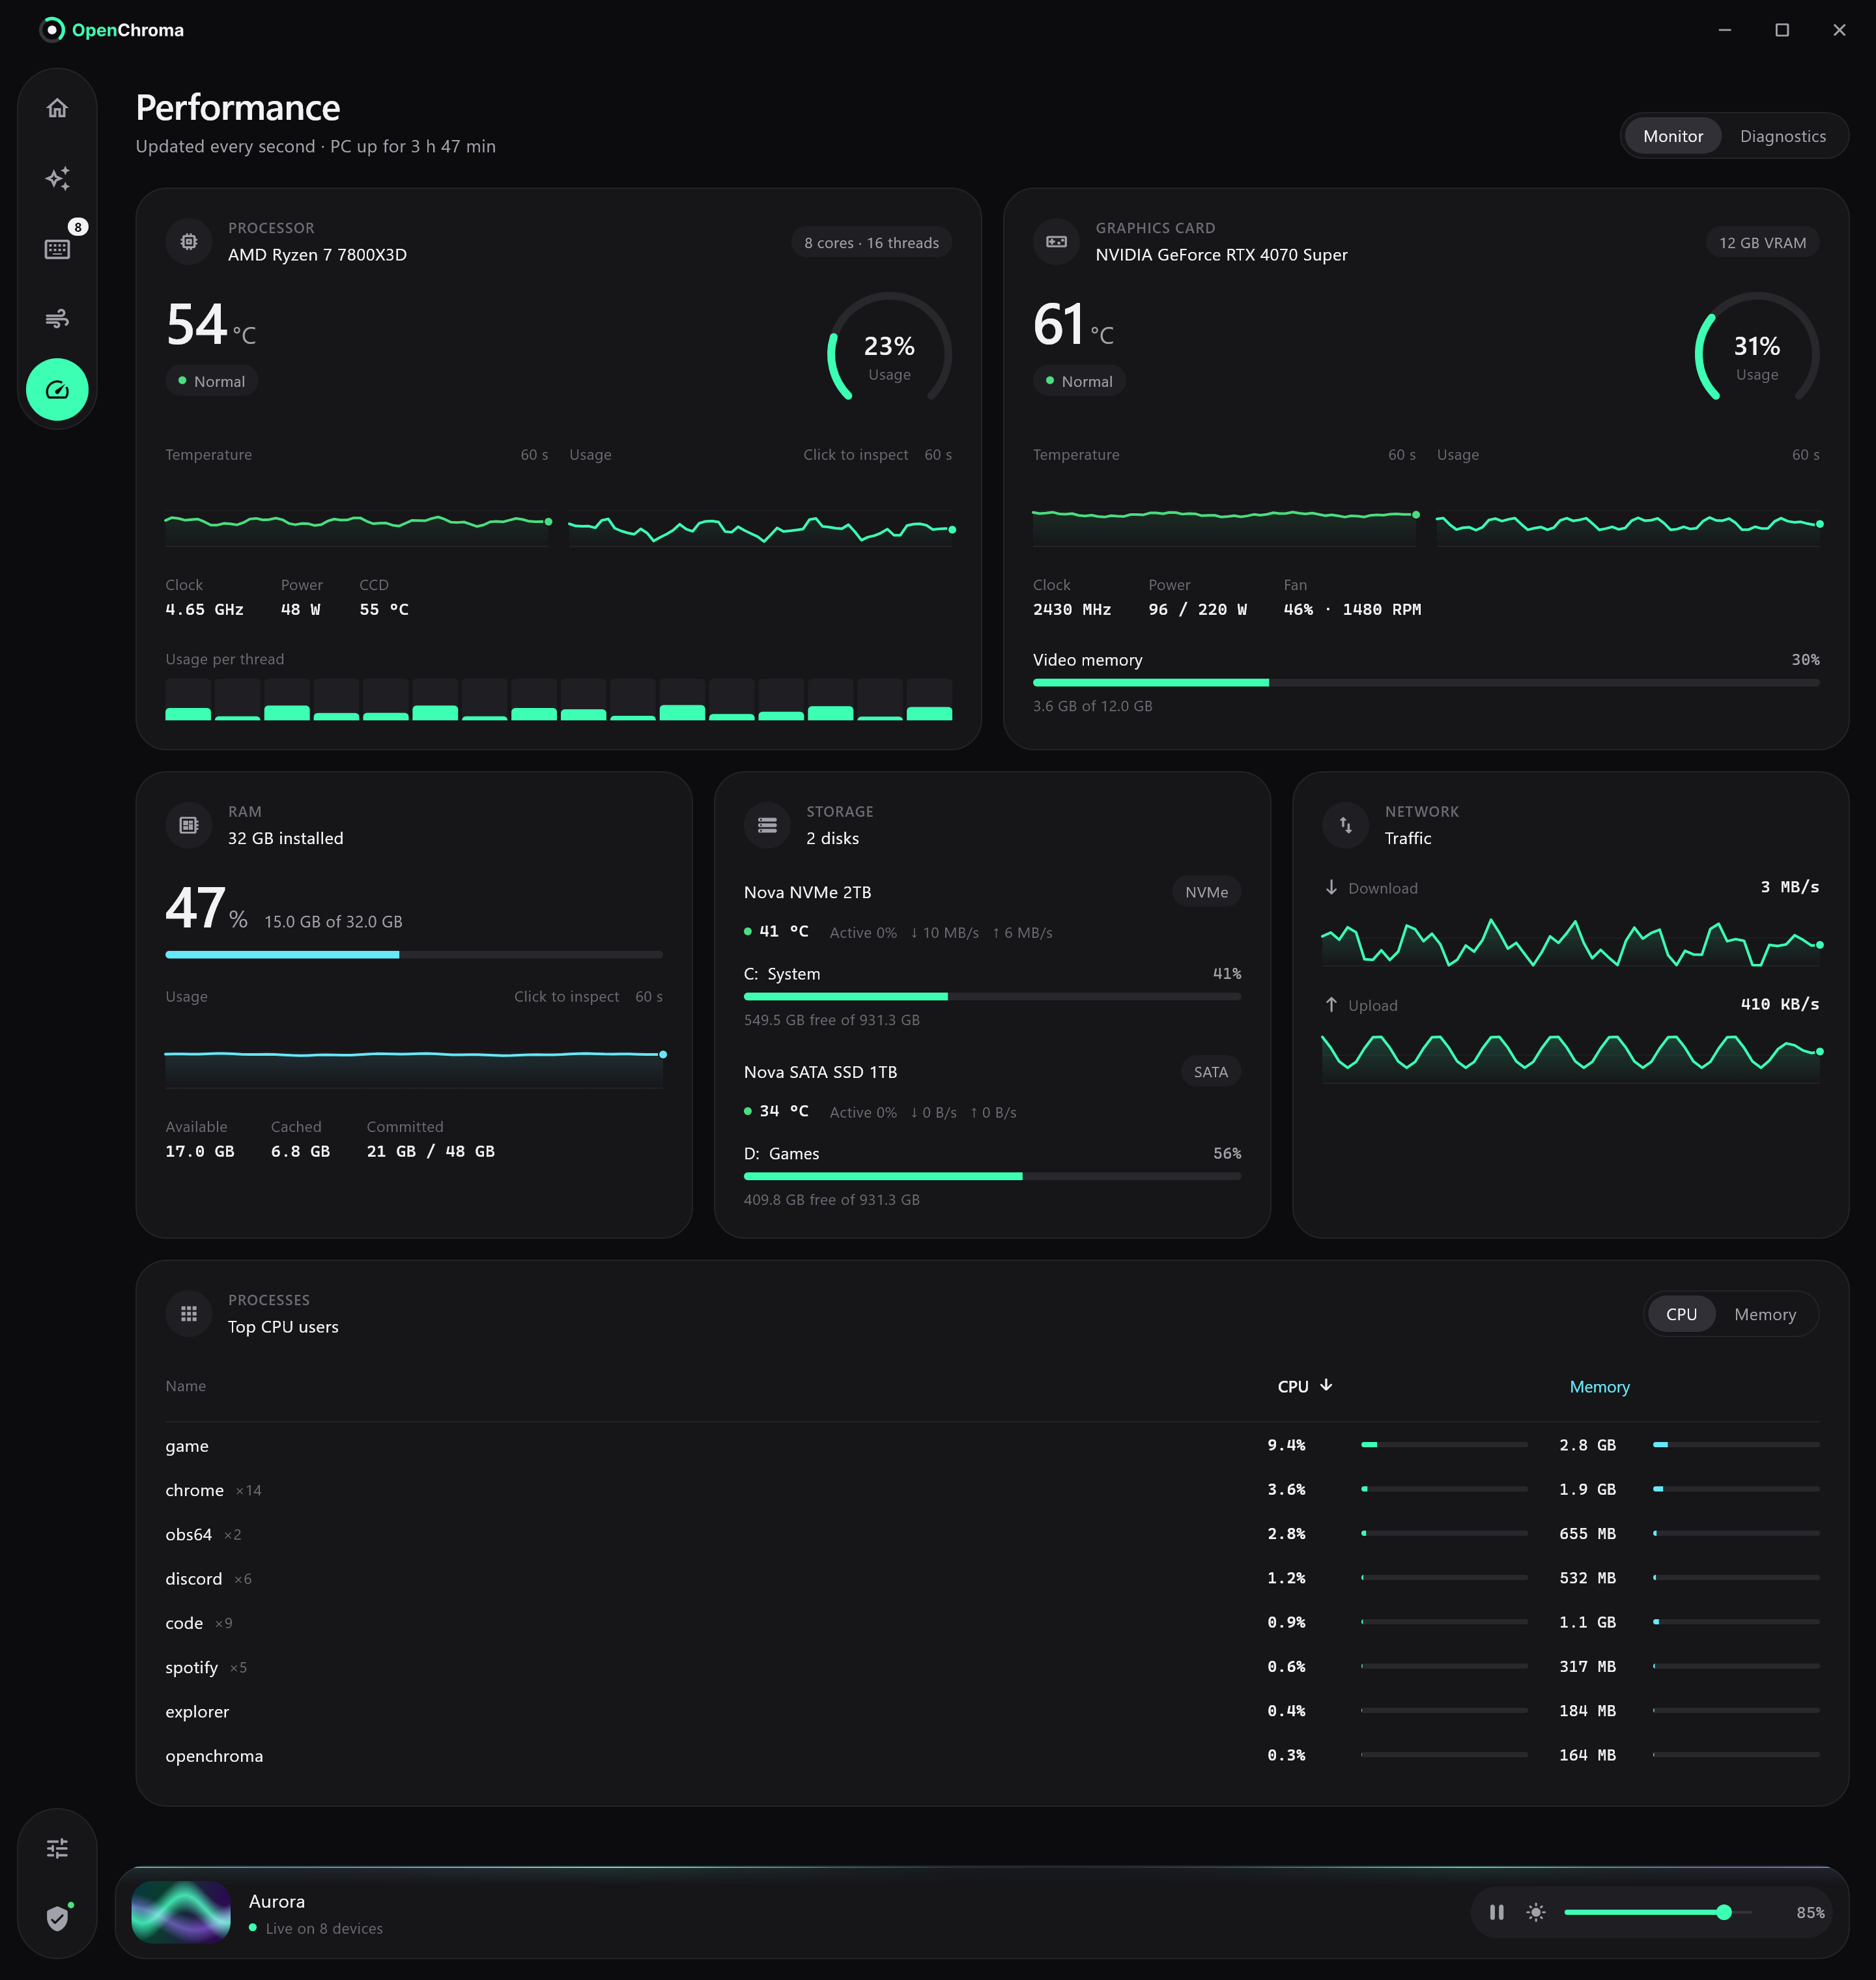 OpenChroma
Performance
Updated every second · PC up for 3 h 47 min
Monitor Diagnostics
8
PROCESSOR
AMD Ryzen 7 7800X3D
8 cores · 16 threads
54 °C
Normal
23%
Usage
Temperature 60 s
Usage Click to inspect 60 s
Clock Power CCD
4.65 GHz 48 W 55 °C
Usage per thread
GRAPHICS CARD
NVIDIA GeForce RTX 4070 Super
12 GB VRAM
61 °C
Normal
31%
Usage
Temperature 60 s
Usage 60 s
Clock Power Fan
2430 MHz 96 / 220 W 46% · 1480 RPM
Video memory 30%
3.6 GB of 12.0 GB
RAM
32 GB installed
47 % 15.0 GB of 32.0 GB
Usage Click to inspect 60 s
Available Cached Committed
17.0 GB 6.8 GB 21 GB / 48 GB
STORAGE
2 disks
Nova NVMe 2TB NVMe
41 °C Active 0% ↓ 10 MB/s ↑ 6 MB/s
C: System 41%
549.5 GB free of 931.3 GB
Nova SATA SSD 1TB SATA
34 °C Active 0% ↓ 0 B/s ↑ 0 B/s
D: Games 56%
409.8 GB free of 931.3 GB
NETWORK
Traffic
↓ Download 3 MB/s
↑ Upload 410 KB/s
PROCESSES
Top CPU users
CPU Memory
Name CPU ↓ Memory
game 9.4% 2.8 GB
chrome ×14 3.6% 1.9 GB
obs64 ×2 2.8% 655 MB
discord ×6 1.2% 532 MB
code ×9 0.9% 1.1 GB
spotify ×5 0.6% 317 MB
explorer 0.4% 184 MB
openchroma 0.3% 164 MB
Aurora
Live on 8 devices
85%